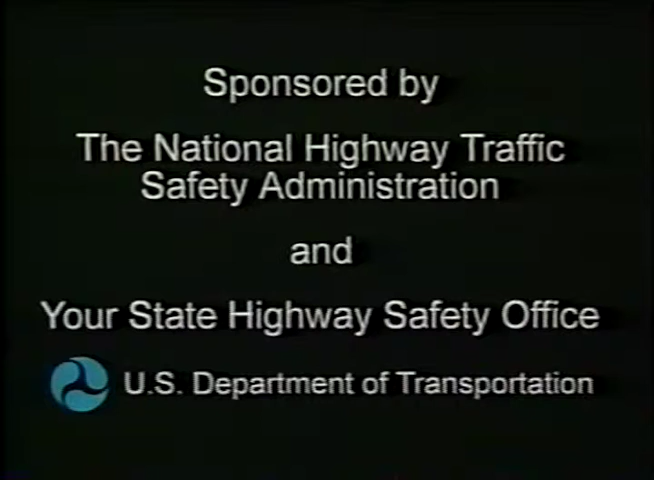 Sponsored by
The National Highway Traffic
Safety Administration
and
Your State Highway Safety Office
U.S. Department of Transportation